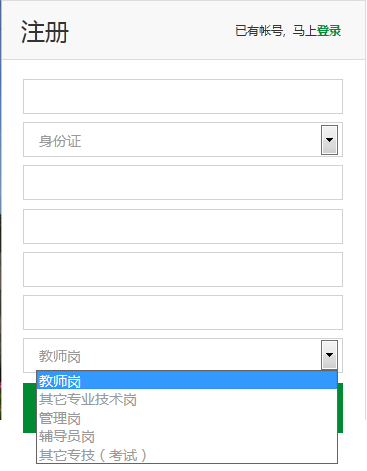 注册
已有帐号, 马上登录
身份证
教师岗
教师岗
其它专业技术岗
管理岗
辅导员岗
其它专技（考试）